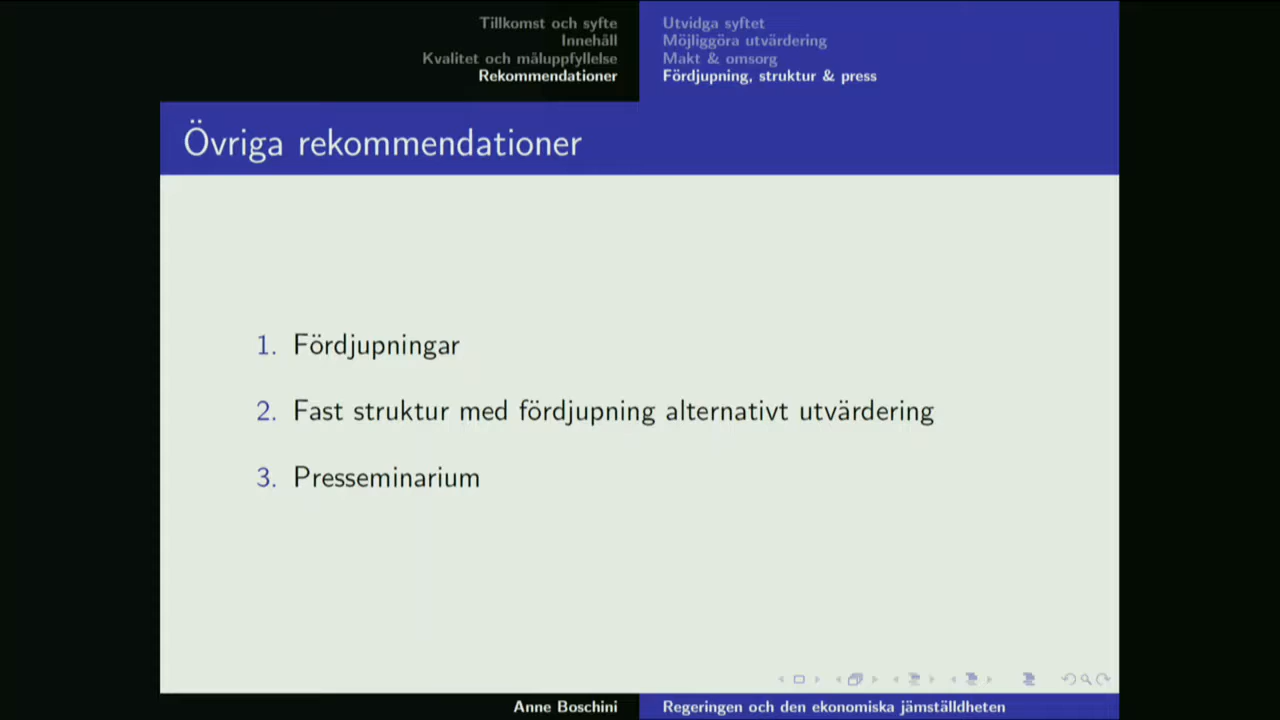 Tillkomst och syfte
Innehåll
Kvalitet och måluppfyllelse
Rekommendationer
Utvidga syftet
Möjliggöra utvärdering
Makt & omsorg
Fördjupning, struktur & press
Övriga rekommendationer
1. Fördjupningar
2. Fast struktur med fördjupning alternativt utvärdering
3. Presseminarium
Anne Boschini
Regeringen och den ekonomiska jämställdheten